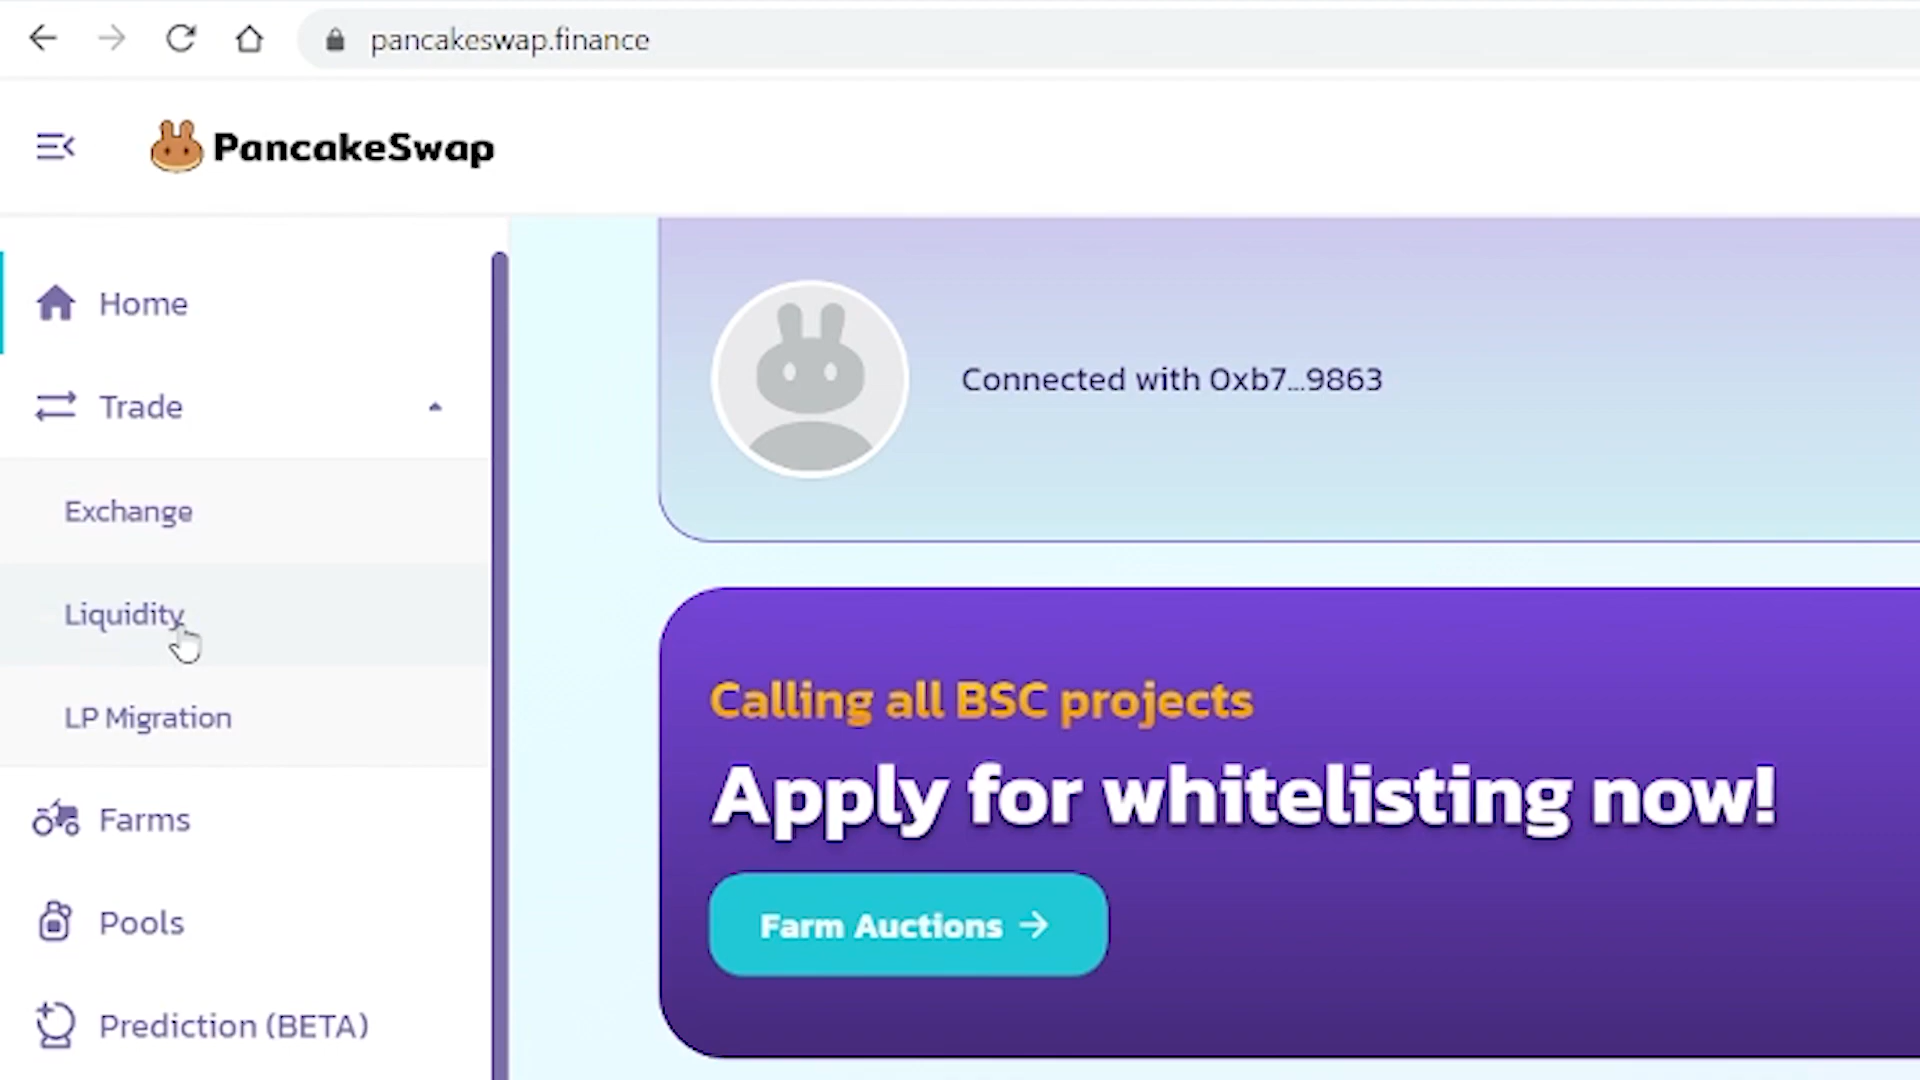 pancakeswap.finance
PancakeSwap
Home
Trade
Exchange
Liquidity
LP Migration
Farms
Pools
Prediction (BETA)
Connected with 0xb7...9863
Calling all BSC projects
Apply for whitelisting now!
Farm Auctions →